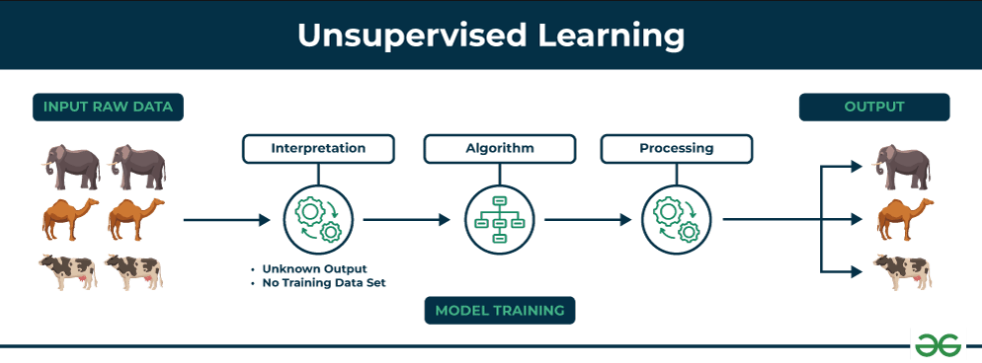 Unsupervised Learning
INPUT RAW DATA
OUTPUT
Interpretation
Algorithm
Processing
• Unknown Output
• No Training Data Set
MODEL TRAINING